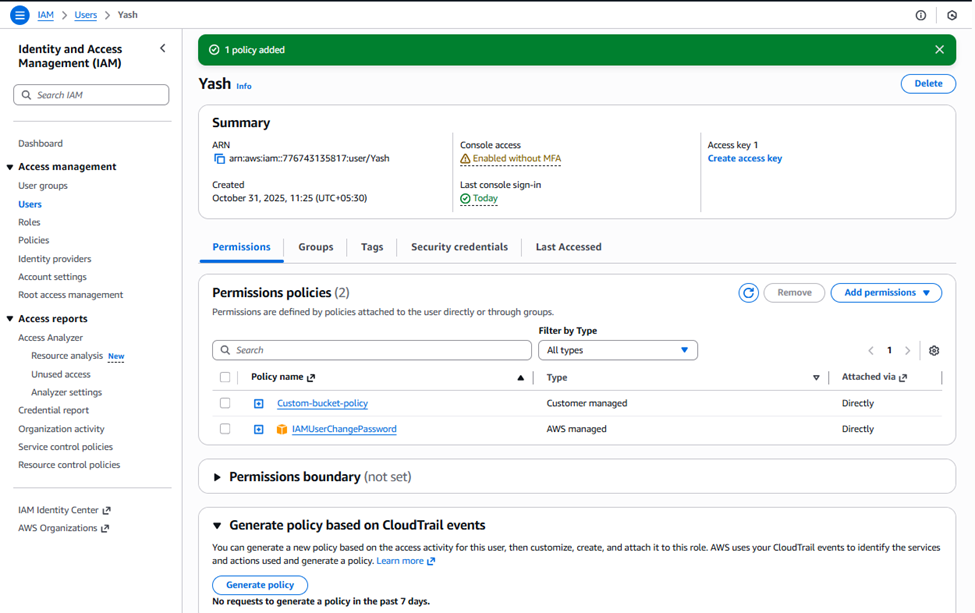 IAM > Users > Yash
Identity and Access Management (IAM)
Search IAM
Dashboard
Access management
User groups
Users
Roles
Policies
Identity providers
Account settings
Root access management
Access reports
Access Analyzer
Resource analysis New
Unused access
Analyzer settings
Credential report
Organization activity
Service control policies
Resource control policies
IAM Identity Center
AWS Organizations
1 policy added
Yash Info
Delete
Summary
ARN
arn:aws:iam::776743135817:user/Yash
Created
October 31, 2025, 11:25 (UTC+05:30)
Console access
Enabled without MFA
Last console sign-in
Today
Access key 1
Create access key
Permissions Groups Tags Security credentials Last Accessed
Permissions policies (2)
Remove
Add permissions
Permissions are defined by policies attached to the user directly or through groups.
Filter by Type
Search
All types
1
Policy name Type Attached via
Custom-bucket-policy Customer managed Directly
IAMUserChangePassword AWS managed Directly
Permissions boundary (not set)
Generate policy based on CloudTrail events
You can generate a new policy based on the access activity for this user, then customize, create, and attach it to this role. AWS uses your CloudTrail events to identify the services
and actions used and generate a policy. Learn more
Generate policy
No requests to generate a policy in the past 7 days.